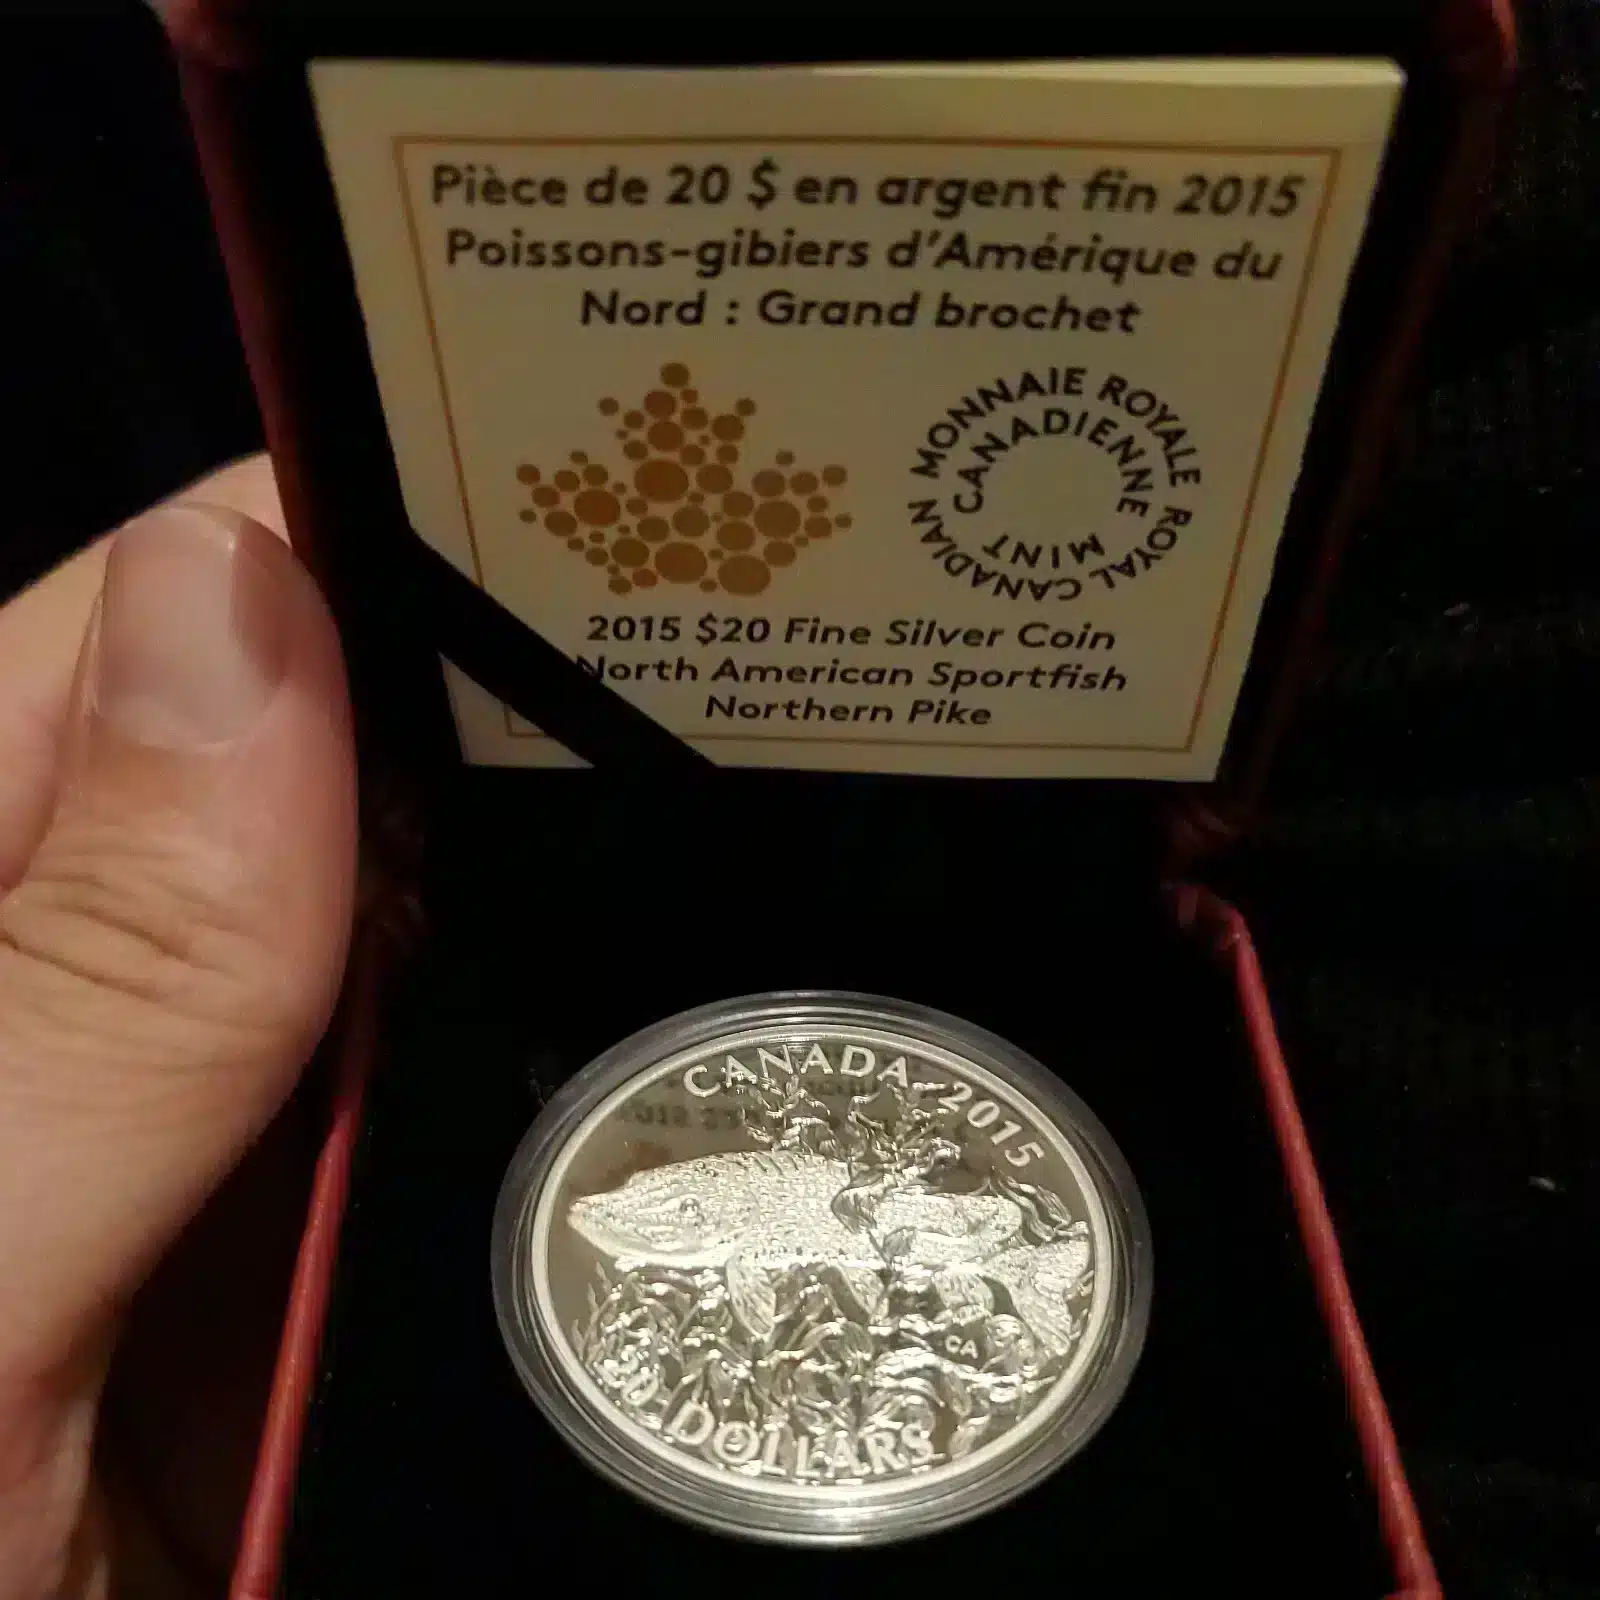 Pièce de 20 $ en argent fin 2015
Poissons-gibiers d'Amérique du
Nord : Grand brochet
MONNAIE ROYALE
CANADIENNE
ROYAL CANADIAN
MINT
2015 $20 Fine Silver Coin
North American Sportfish
Northern Pike
CANADA 2015
CA
20 DOLLARS